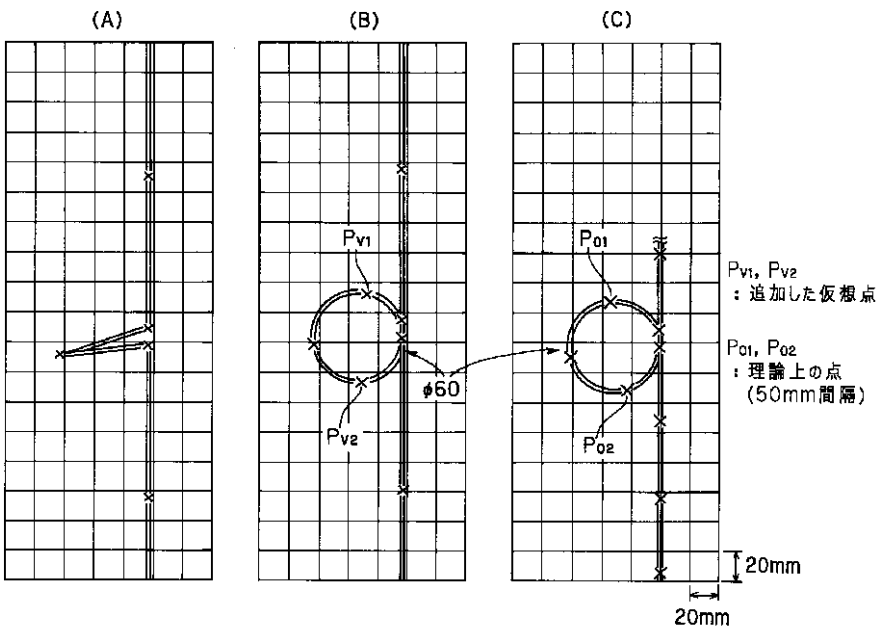 (A)
(B)
(C)
PV1
PV2
φ60
P01
P02
PV1, PV2
: 追加した仮想点
P01, P02
: 理論上の点
(50mm間隔)
20mm
20mm